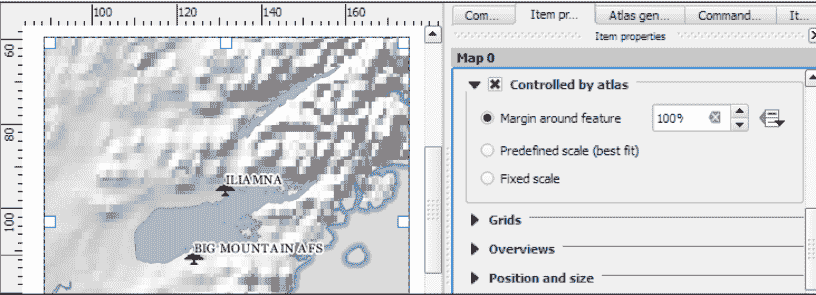 100 120 140 160
Com... Item pr... Atlas gen... Command... It...
Item properties
60
Map 0
Controlled by atlas
Margin around feature 100%
80
Predefined scale (best fit)
ILIAMNA
Fixed scale
100
Grids
BIG MOUNTAIN AFS
Overviews
Position and size